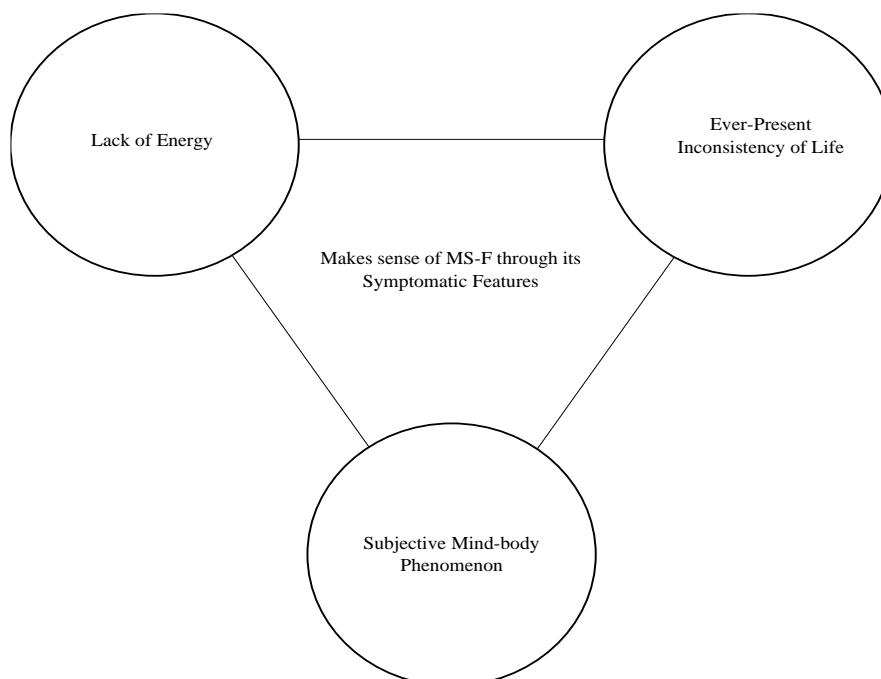 Lack of Energy
Ever-Present
Inconsistency of Life
Makes sense of MS-F through its
Symptomatic Features
Subjective Mind-body
Phenomenon